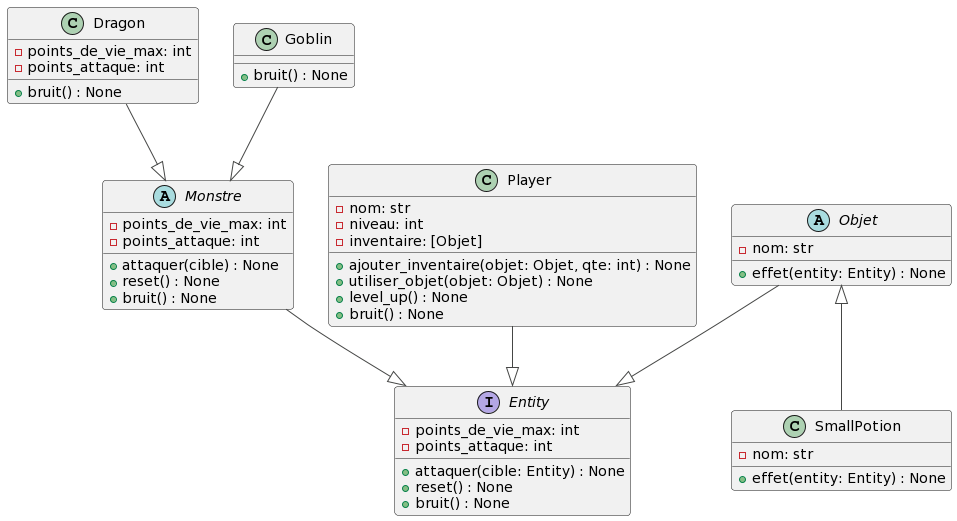 C Dragon
points_de_vie_max: int
points_attaque: int
bruit() : None
C Goblin
bruit() : None
A Monstre
points_de_vie_max: int
points_attaque: int
attaquer(cible) : None
reset() : None
bruit() : None
C Player
nom: str
niveau: int
inventaire: [Objet]
ajouter_inventaire(objet: Objet, qte: int) : None
utiliser_objet(objet: Objet) : None
level_up() : None
bruit() : None
A Objet
nom: str
effet(entity: Entity) : None
I Entity
points_de_vie_max: int
points_attaque: int
attaquer(cible: Entity) : None
reset() : None
bruit() : None
C SmallPotion
nom: str
effet(entity: Entity) : None